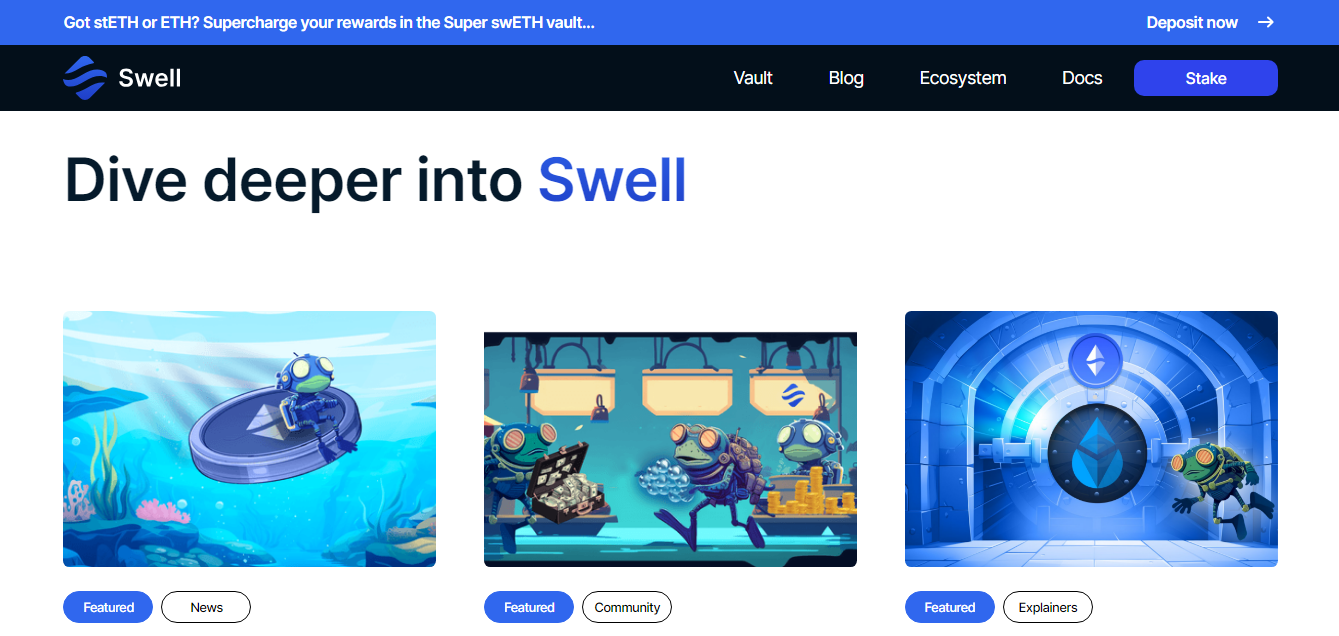 Got stETH or ETH? Supercharge your rewards in the Super swETH vault...
Deposit now
Swell
Vault
Blog
Ecosystem
Docs
Stake
Dive deeper into Swell
Featured
News
Featured
Community
Featured
Explainers